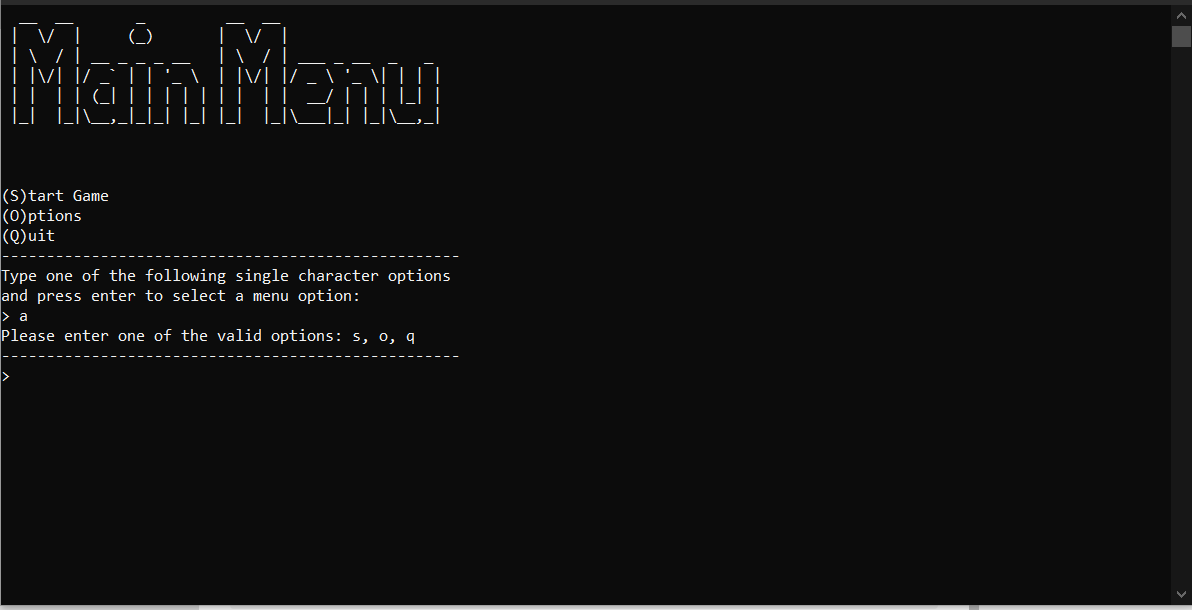 Main Menu
(S)tart Game
(O)ptions
(Q)uit
---------------------------------------------------
Type one of the following single character options
and press enter to select a menu option:
> a
Please enter one of the valid options: s, o, q
---------------------------------------------------
>